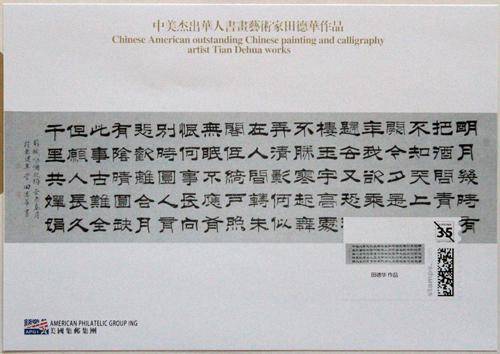 中美杰出華人書畫藝術家田德華作品
Chinese American outstanding Chinese painting and calligraphy
artist Tian Dehua works
明月幾時有
把酒問青天
不知天上宮
闕今夕是何
年我欲乘風
歸去又恐瓊
樓玉宇高處
不勝寒起舞
弄清影何似
在人間轉朱
閣低綺戶照
無眠不應有
恨何事長向
別時圓人有
悲歡離合月
有陰晴圓缺
此事古難全
但願人長久
千里共嬋娟
36
stamps.com
田德华 作品
APGI
AMERICAN PHILATELIC GROUP ING
美國集郵集團